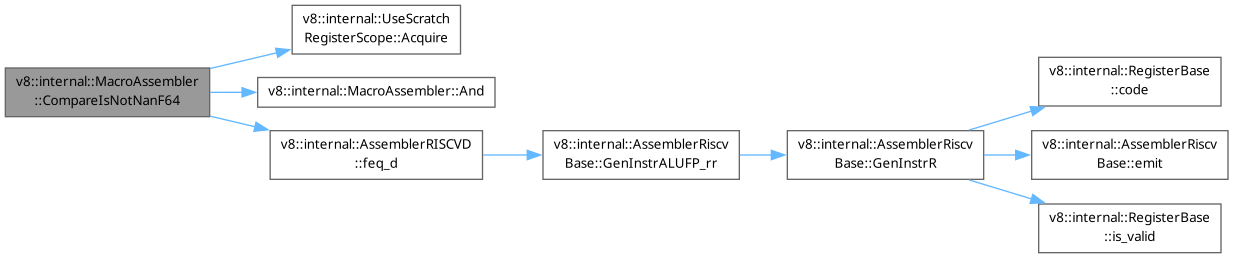 v8::internal::MacroAssembler
::CompareIsNotNanF64
v8::internal::UseScratch
RegisterScope::Acquire
v8::internal::MacroAssembler::And
v8::internal::AssemblerRISCVD
::feq_d
v8::internal::AssemblerRiscv
Base::GenInstrALUFP_rr
v8::internal::AssemblerRiscv
Base::GenInstrR
v8::internal::RegisterBase
::code
v8::internal::AssemblerRiscv
Base::emit
v8::internal::RegisterBase
::is_valid